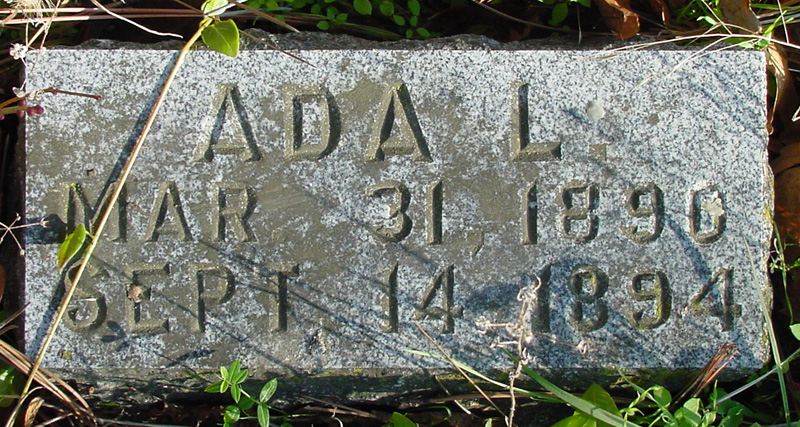 ADA L.
MAR. 31, 1890
SEPT. 14 1894